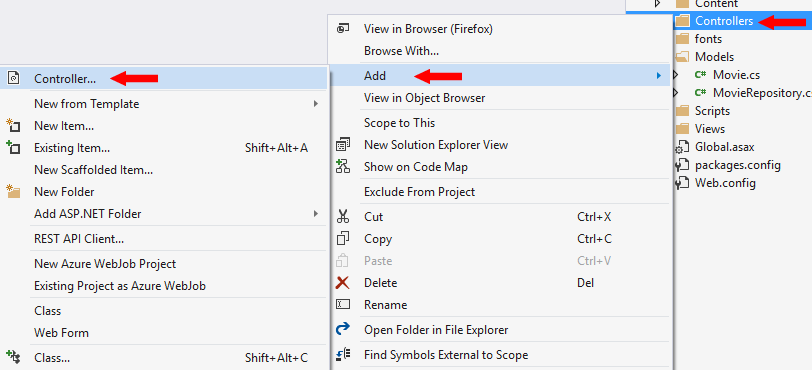 Controller...
New from Template
New Item...
Existing Item... Shift+Alt+A
New Scaffolded Item...
New Folder
Add ASP.NET Folder
REST API Client...
New Azure WebJob Project
Existing Project as Azure WebJob
Class
Web Form
Class... Shift+Alt+C
View in Browser (Firefox)
Browse With...
Add
View in Object Browser
Scope to This
New Solution Explorer View
Show on Code Map
Exclude From Project
Cut Ctrl+X
Copy Ctrl+C
Paste Ctrl+V
Delete Del
Rename
Open Folder in File Explorer
Find Symbols External to Scope
Content
Controllers
fonts
Models
C# Movie.cs
C# MovieRepository.c
Scripts
Views
Global.asax
packages.config
Web.config